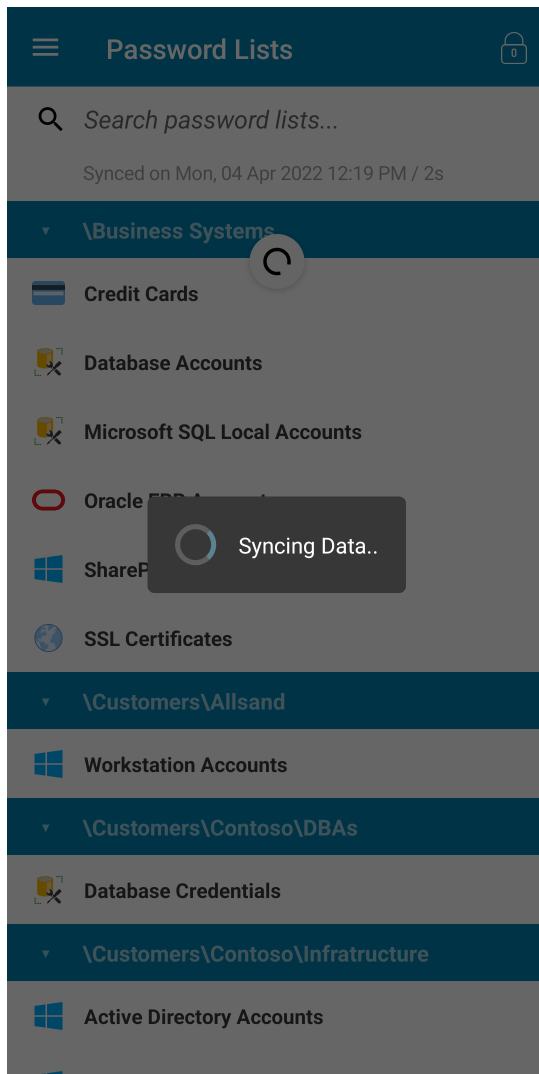 Password Lists
0
Search password lists...
Synced on Mon, 04 Apr 2022 12:19 PM / 2s
\Business Systems
Credit Cards
Database Accounts
Microsoft SQL Local Accounts
Oracle
Syncing Data..
SSL Certificates
\Customers\Allsand
Workstation Accounts
\Customers\Contoso\DBAs
Database Credentials
\Customers\Contoso\Infratructure
Active Directory Accounts